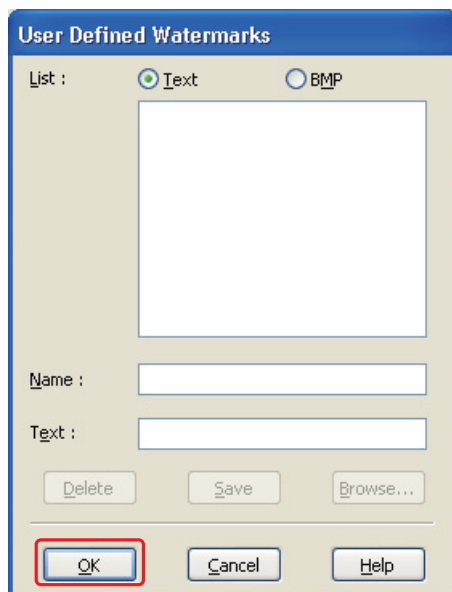 User Defined Watermarks
List :  Text  BMP
Name :
Text :
Delete  Save  Browse...
OK  Cancel  Help